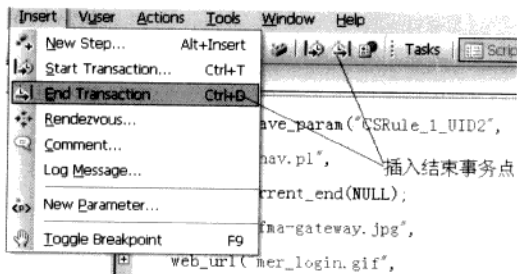 Insert Vuser Actions Tools Window Help
New Step... Alt+Insert
Start Transaction... Ctrl+T
Tasks Scrip
End Transaction Ctrl+D
Rendezvous...
ave_param("CSRule_1_UID2",
Comment...
nav.pl",
插入结束事务点
Log Message...
rrent_end(NULL);
New Parameter...
fma-gateway.jpg",
Toggle Breakpoint F9
web_url("mer_login.gif",